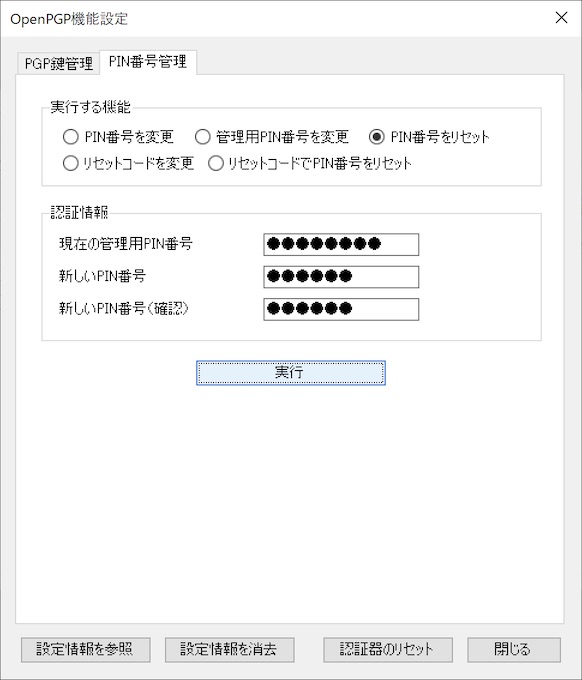 OpenPGP機能設定
PGP鍵管理 PIN番号管理
実行する機能
PIN番号を変更 管理用PIN番号を変更 PIN番号をリセット
リセットコードを変更 リセットコードでPIN番号をリセット
認証情報
現在の管理用PIN番号 ●●●●●●●●
新しいPIN番号 ●●●●●●
新しいPIN番号(確認) ●●●●●●
実行
設定情報を参照 設定情報を消去 認証器のリセット 閉じる